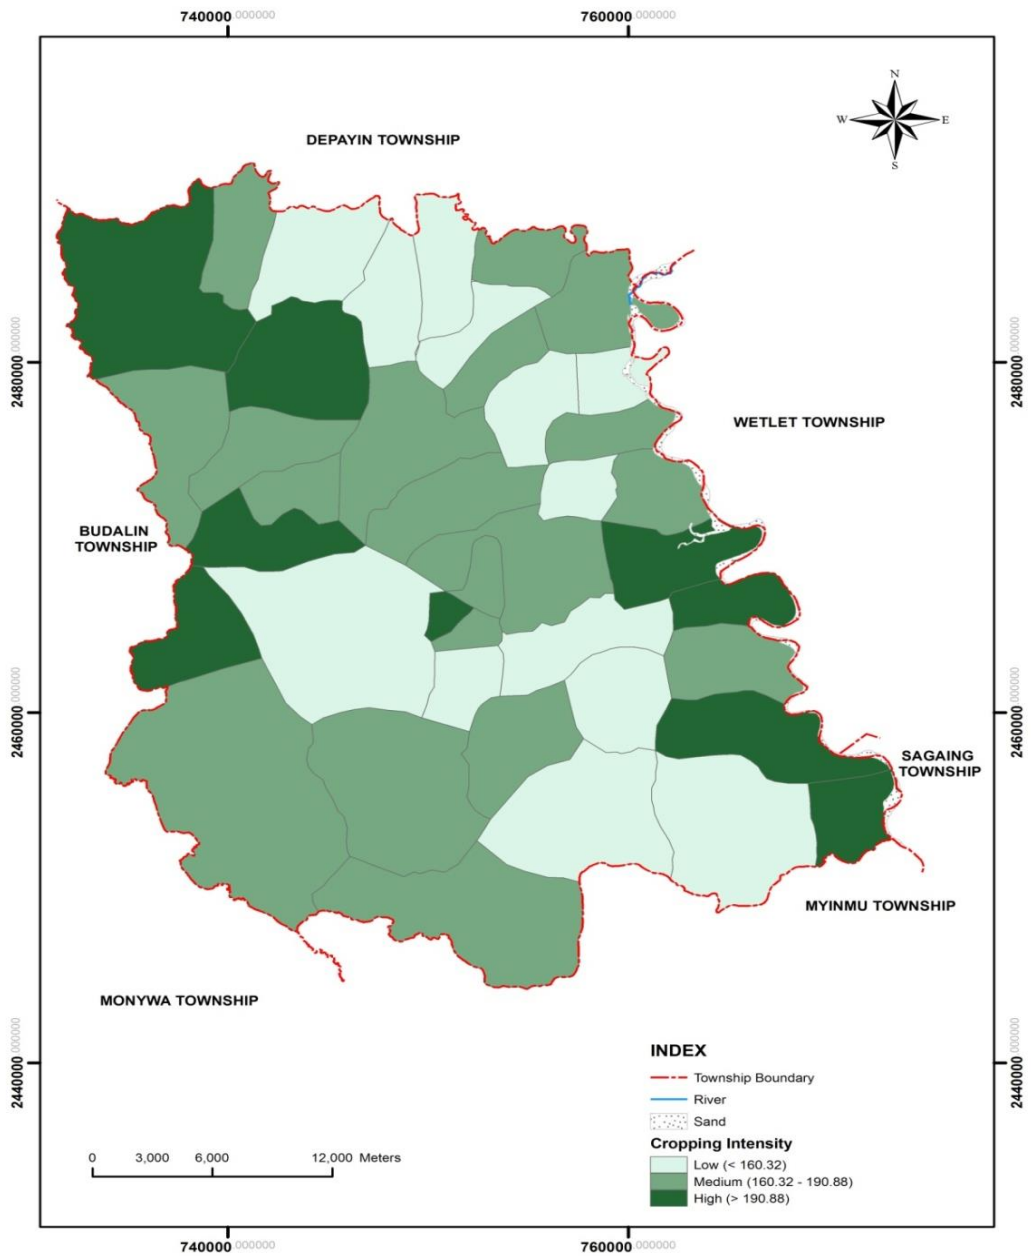 740000.000000 760000.000000
N
W E
S
DEPAYIN TOWNSHIP
2480000.000000 2480000.000000
WETLET TOWNSHIP
BUDALIN
TOWNSHIP
2460000.000000 2460000.000000
SAGAING
TOWNSHIP
MYINMU TOWNSHIP
MONYWA TOWNSHIP
2440000.000000 2440000.000000
INDEX
Township Boundary
River
Sand
Cropping Intensity
Low (< 160.32)
Medium (160.32 - 190.88)
High (> 190.88)
0 3,000 6,000 12,000 Meters
740000.000000 760000.000000